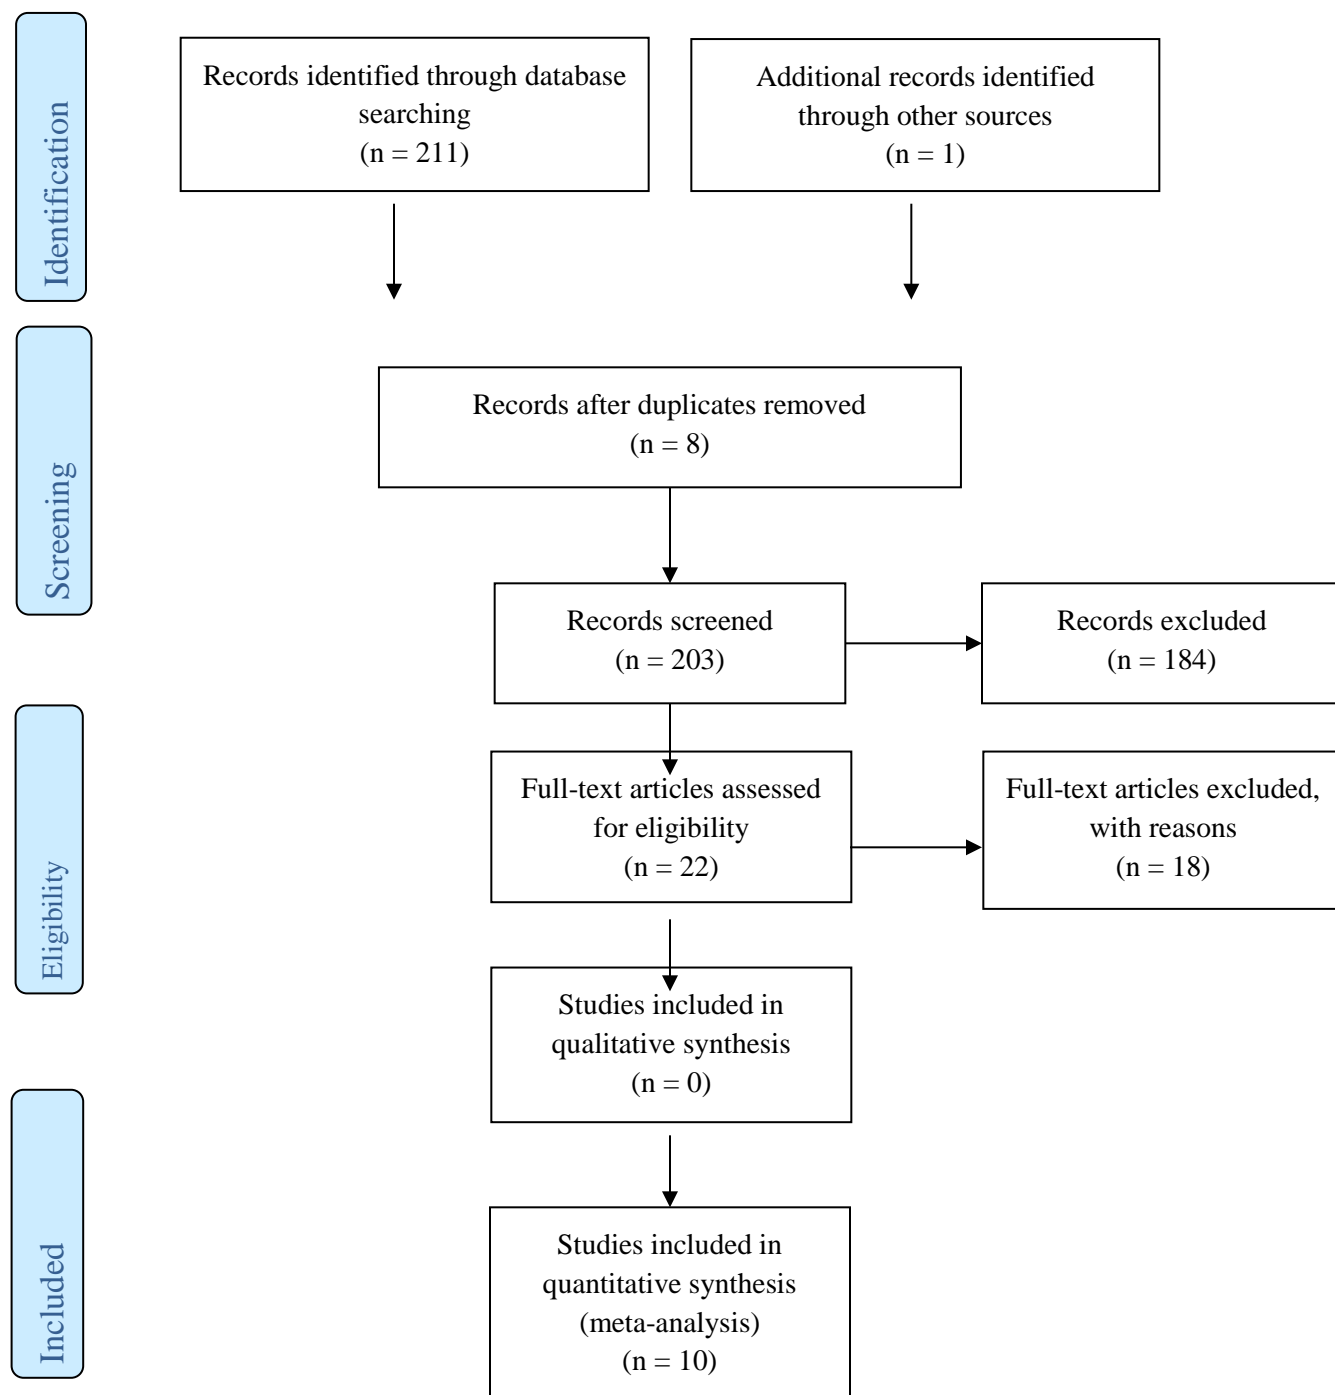 Identification
Records identified through database
searching
(n = 211)
Additional records identified
through other sources
(n = 1)
Screening
Records after duplicates removed
(n = 8)
Records screened
(n = 203)
Records excluded
(n = 184)
Eligibility
Full-text articles assessed
for eligibility
(n = 22)
Full-text articles excluded,
with reasons
(n = 18)
Studies included in
qualitative synthesis
(n = 0)
Included
Studies included in
quantitative synthesis
(meta-analysis)
(n = 10)